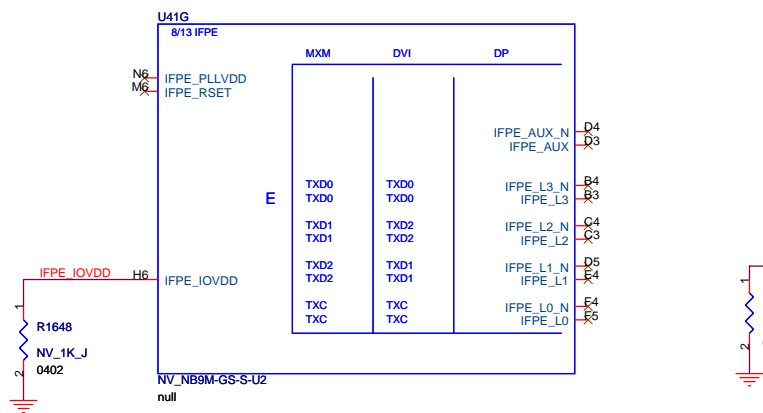 U41G
8/13 IFPE
MXM DVI DP
N6 IFPE_PLLVDD
M6 IFPE_RSET
IFPE_AUX_N D4
IFPE_AUX D3
TXD0 TXD0 IFPE_L3_N B4
TXD0 TXD0 IFPE_L3 B3
E
TXD1 TXD2 IFPE_L2_N C4
TXD1 TXD2 IFPE_L2 C3
TXD2 TXD1 IFPE_L1_N D5
IFPE_IOVDD H6 IFPE_IOVDD TXD2 TXD1 IFPE_L1 E4
TXC TXC IFPE_L0_N F4
TXC TXC IFPE_L0 F5
1
R1648
NV_1K_J
2 0402
NV_NB9M-GS-S-U2
null
1
2